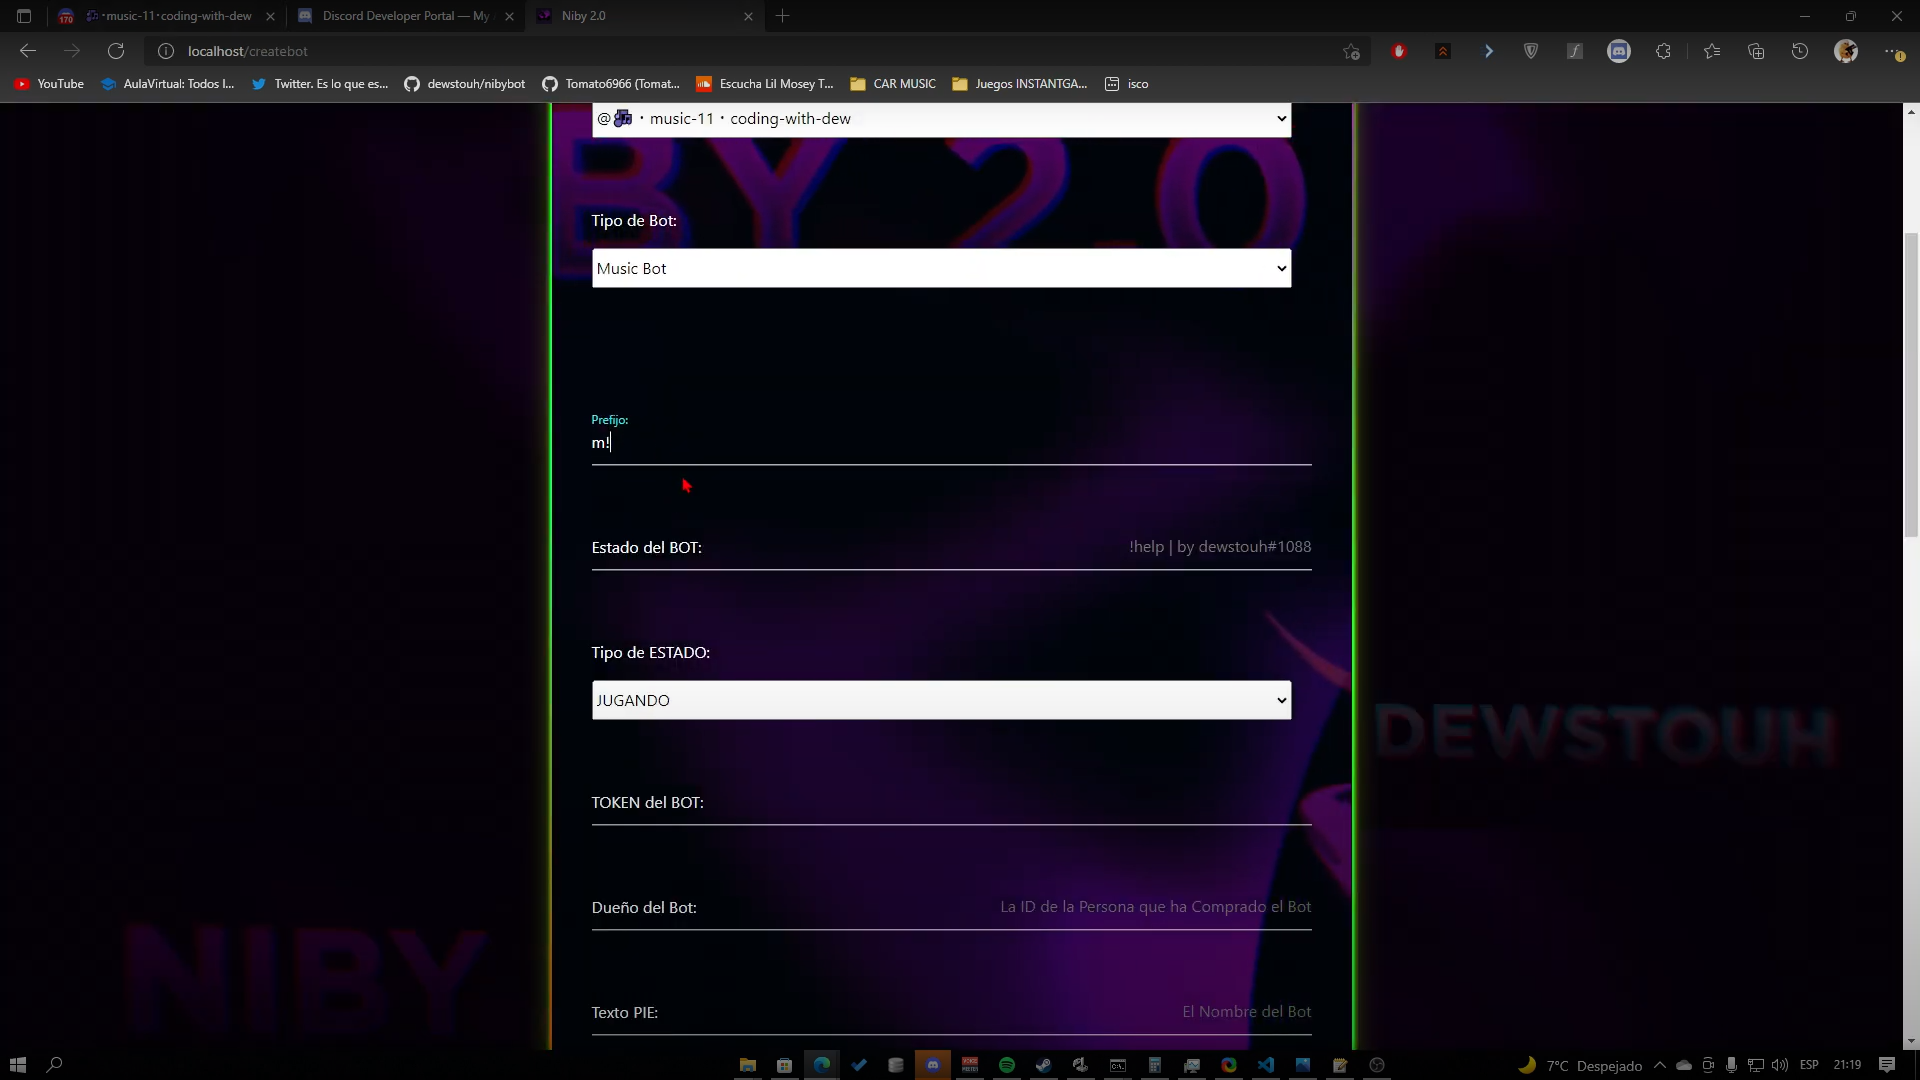 170
·music-11·coding-with-dew
Discord Developer Portal — My
Niby 2.0
localhost/createbot
YouTube
AulaVirtual: Todos l...
Twitter. Es lo que es...
dewstouh/nibybot
Tomato6966 (Tomat...
Escucha Lil Mosey T...
CAR MUSIC
Juegos INSTANTGA...
isco
@ ・music-11・coding-with-dew
BY 2.0
Tipo de Bot:
Music Bot
Prefijo:
m!
Estado del BOT:
!help | by dewstouh#1088
Tipo de ESTADO:
JUGANDO
DEWSTOUH
TOKEN del BOT:
Dueño del Bot:
La ID de la Persona que ha Comprado el Bot
NIBY
Texto PIE:
El Nombre del Bot
7°C Despejado
ESP
21:19